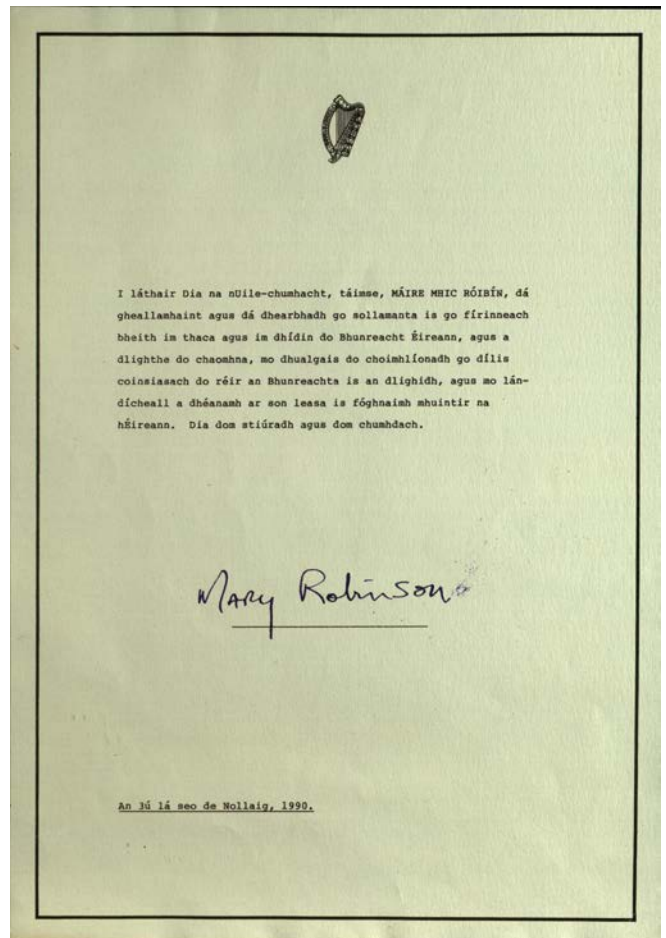 I láthair Dia na nUile-chumhacht, táimse, MÁIRE MHIC RÓIBÍN, dá
gheallamhaint agus dá dhearbhadh go sollamanta is go fírinneach
bheith im thaca agus im dhídin do Bhunreacht Éireann, agus a
dlighthe do chaomhna, mo dhualgais do choimhlíonadh go dílis
coinsiasach do réir an Bhunreachta is an dlighidh, agus mo lán-
dícheall a dhéanamh ar son leasa is fóghnaimh mhuintir na
hÉireann. Dia dom stiúradh agus dom chumhdach.
Mary Robinson
An 3ú lá seo de Nollaig, 1990.